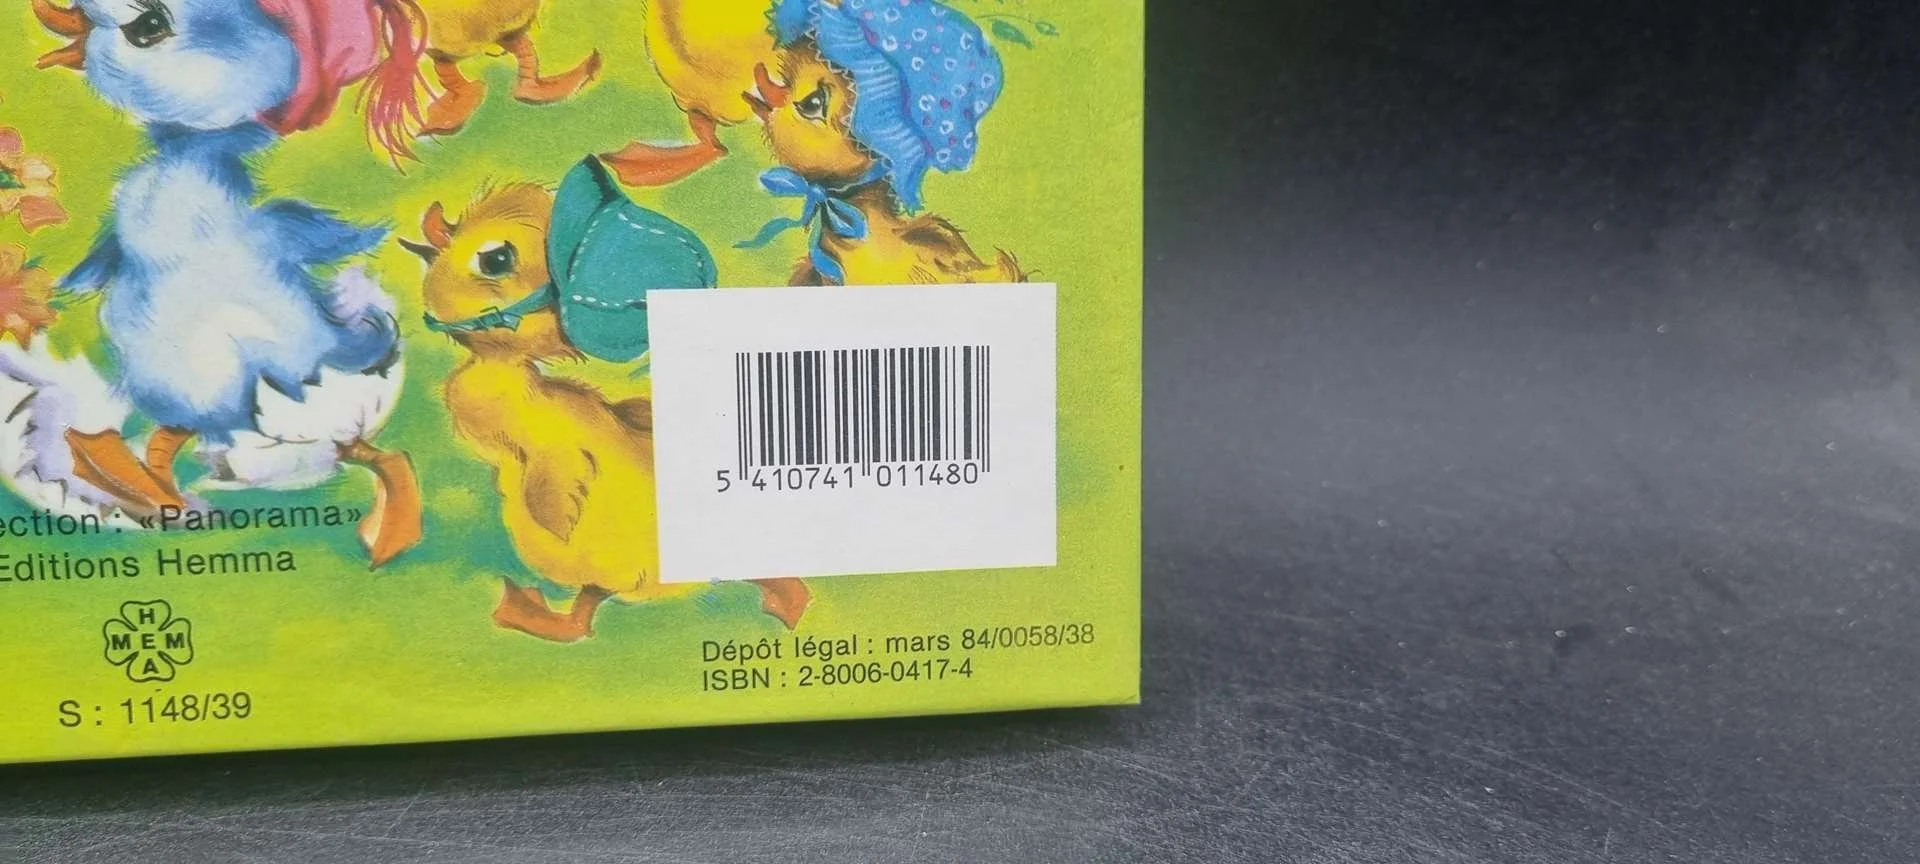 5 410741 011480
ection : «Panorama»
Editions Hemma
H
MEM
A
S : 1148/39
Dépôt légal : mars 84/0058/38
ISBN : 2-8006-0417-4